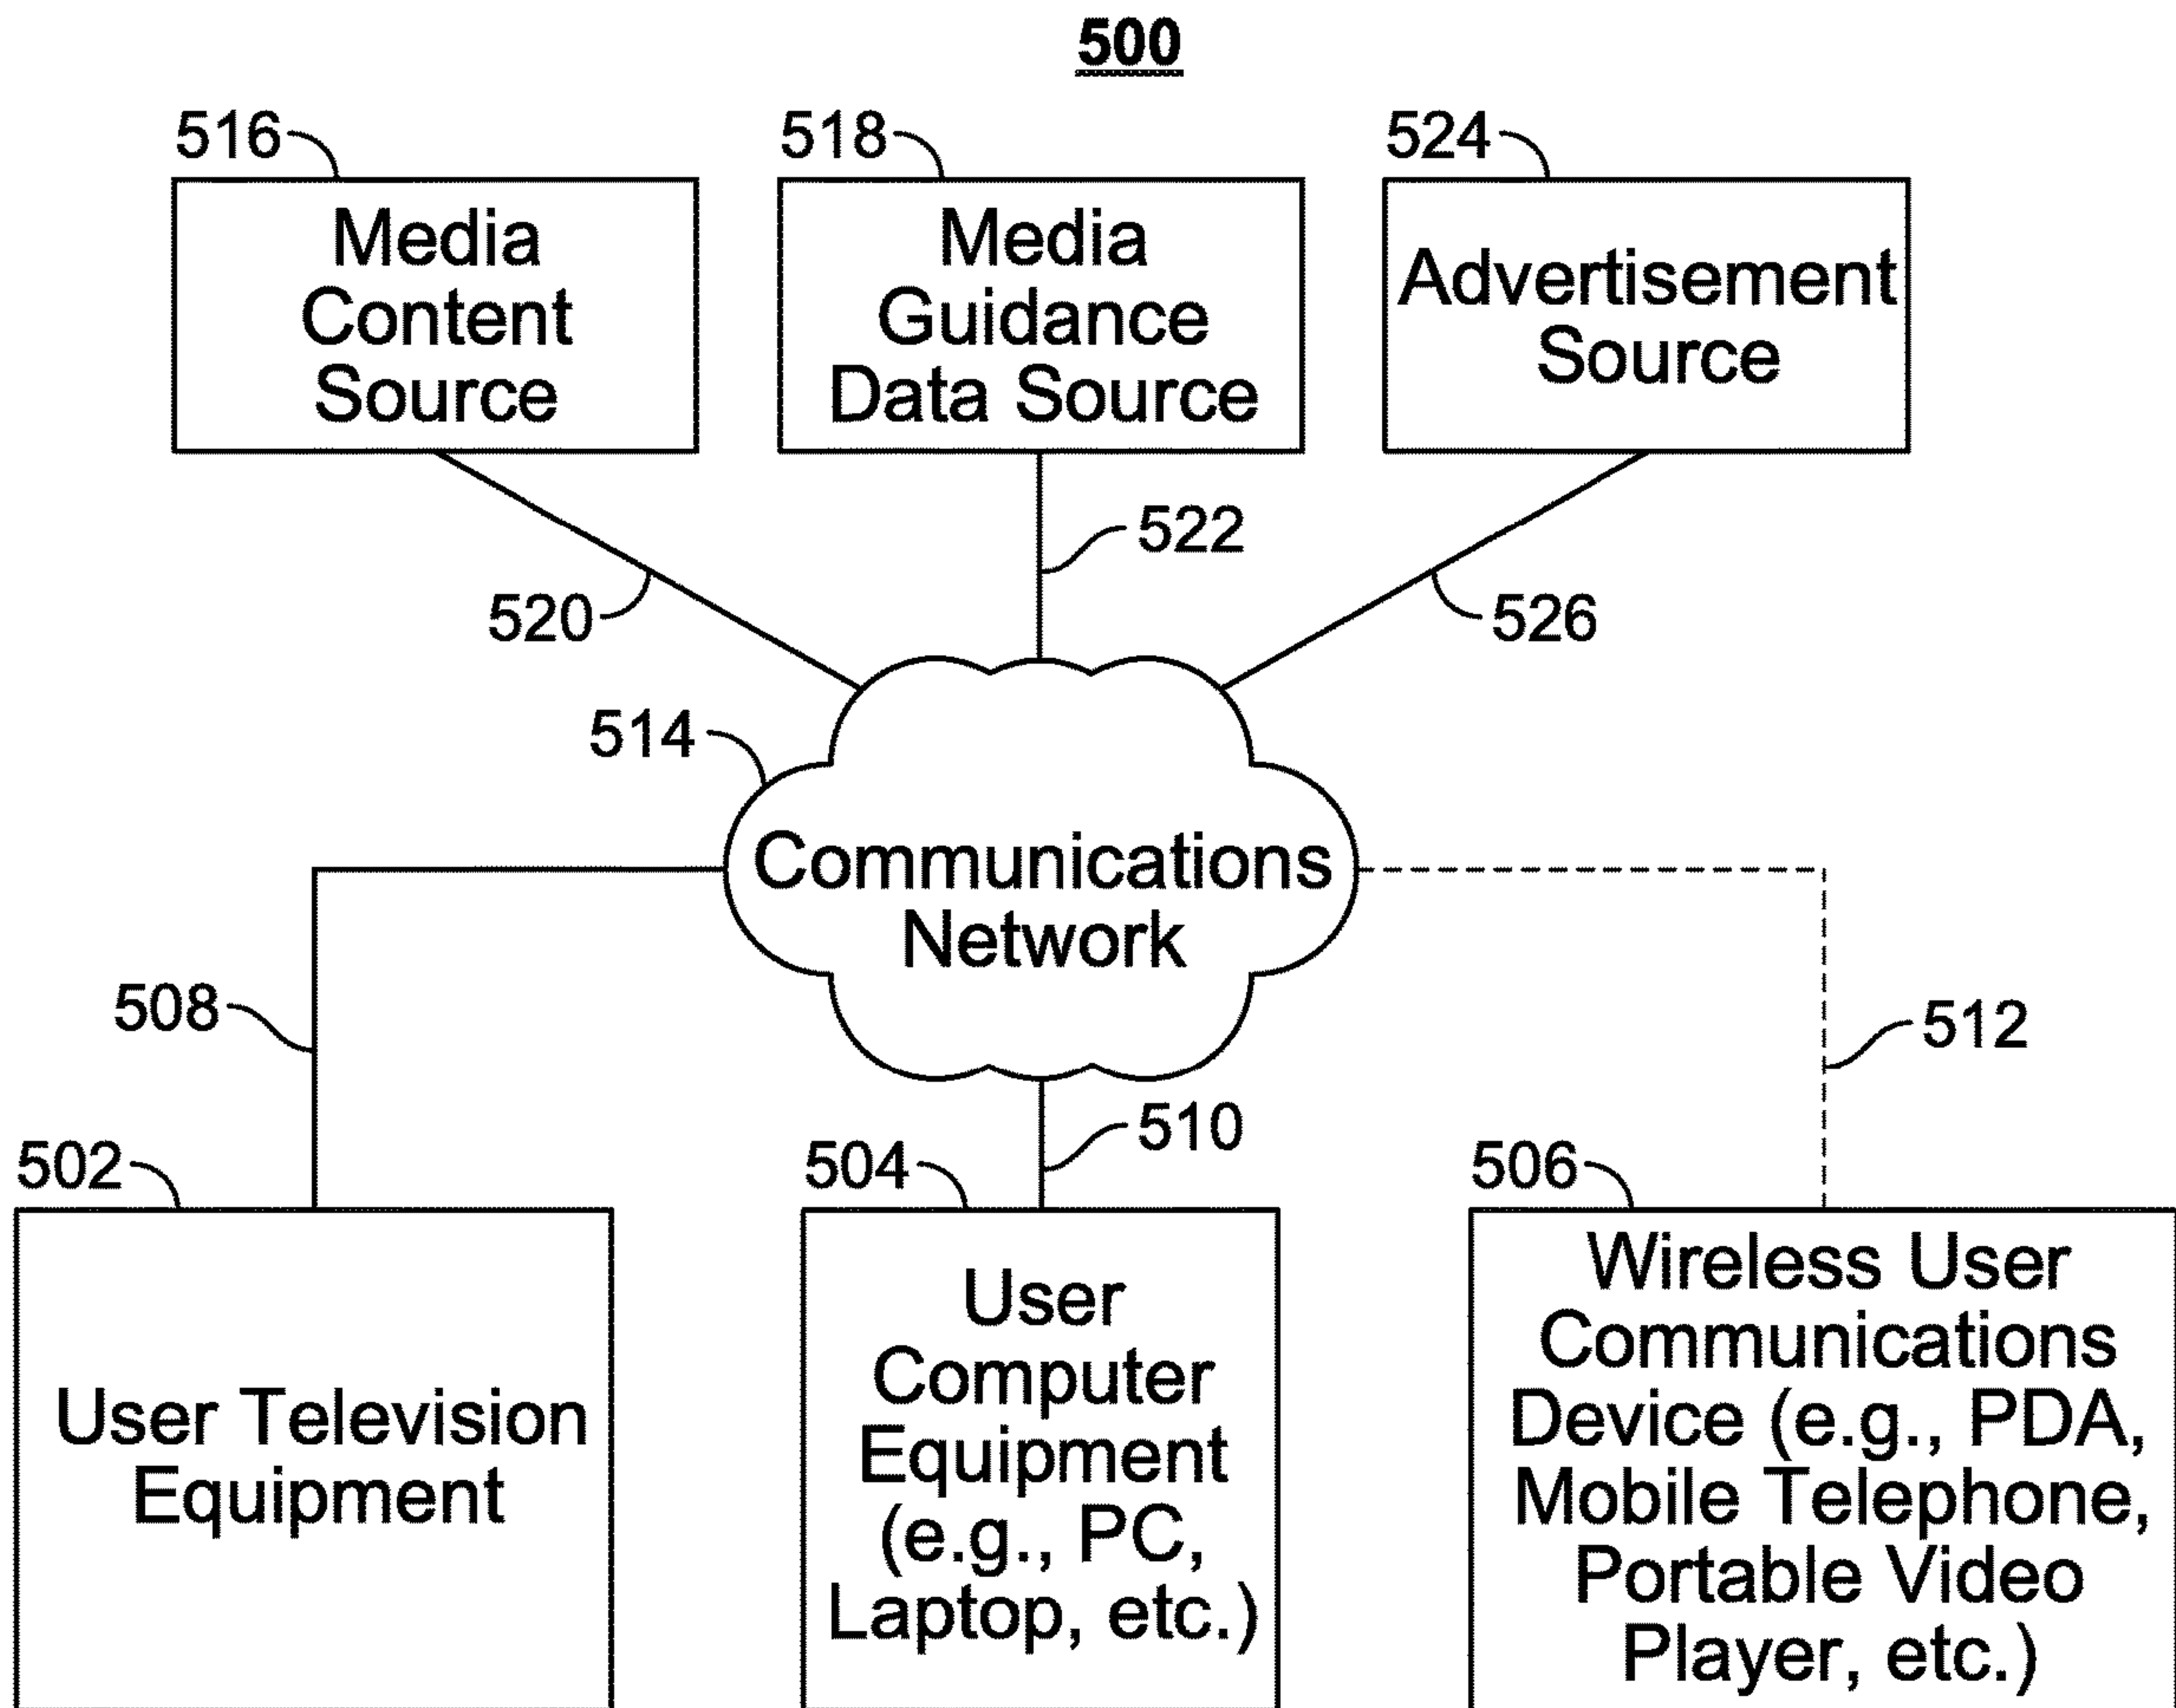 500
516
518
524
Media
Content
Source
Media
Guidance
Data Source
Advertisement
Source
522
520
526
514
Communications
Network
508
512
510
502
504
506
User Television
Equipment
User
Computer
Equipment
(e.g., PC,
Laptop, etc.)
Wireless User
Communications
Device (e.g., PDA,
Mobile Telephone,
Portable Video
Player, etc.)